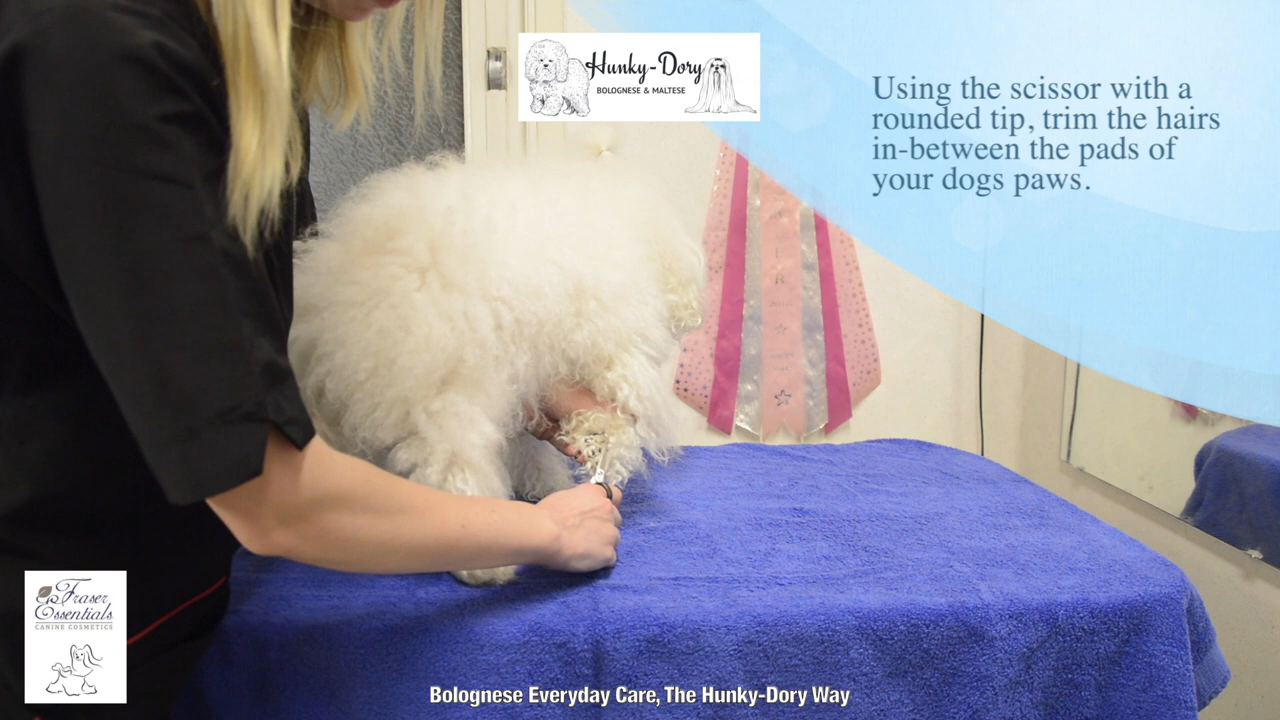 Hunky-Dory
BOLOGNESE & MALTESE
Using the scissor with a
rounded tip, trim the hairs
in-between the pads of
your dogs paws.
Fraser
Essentials
CANINE COSMETICS
Bolognese Everyday Care, The Hunky-Dory Way